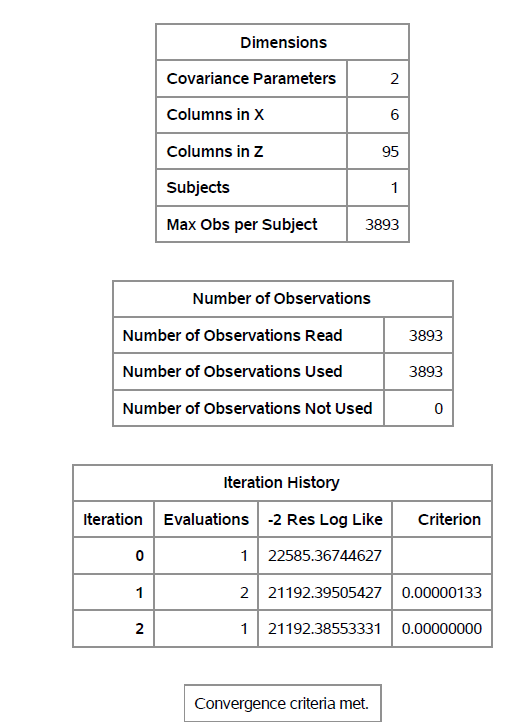 Dimensions
Covariance Parameters 2
Columns in X 6
Columns in Z 95
Subjects 1
Max Obs per Subject 3893
Number of Observations
Number of Observations Read 3893
Number of Observations Used 3893
Number of Observations Not Used 0
Iteration History
Iteration Evaluations -2 Res Log Like Criterion
0 1 22585.36744627
1 2 21192.39505427 0.00000133
2 1 21192.38553331 0.00000000
Convergence criteria met.